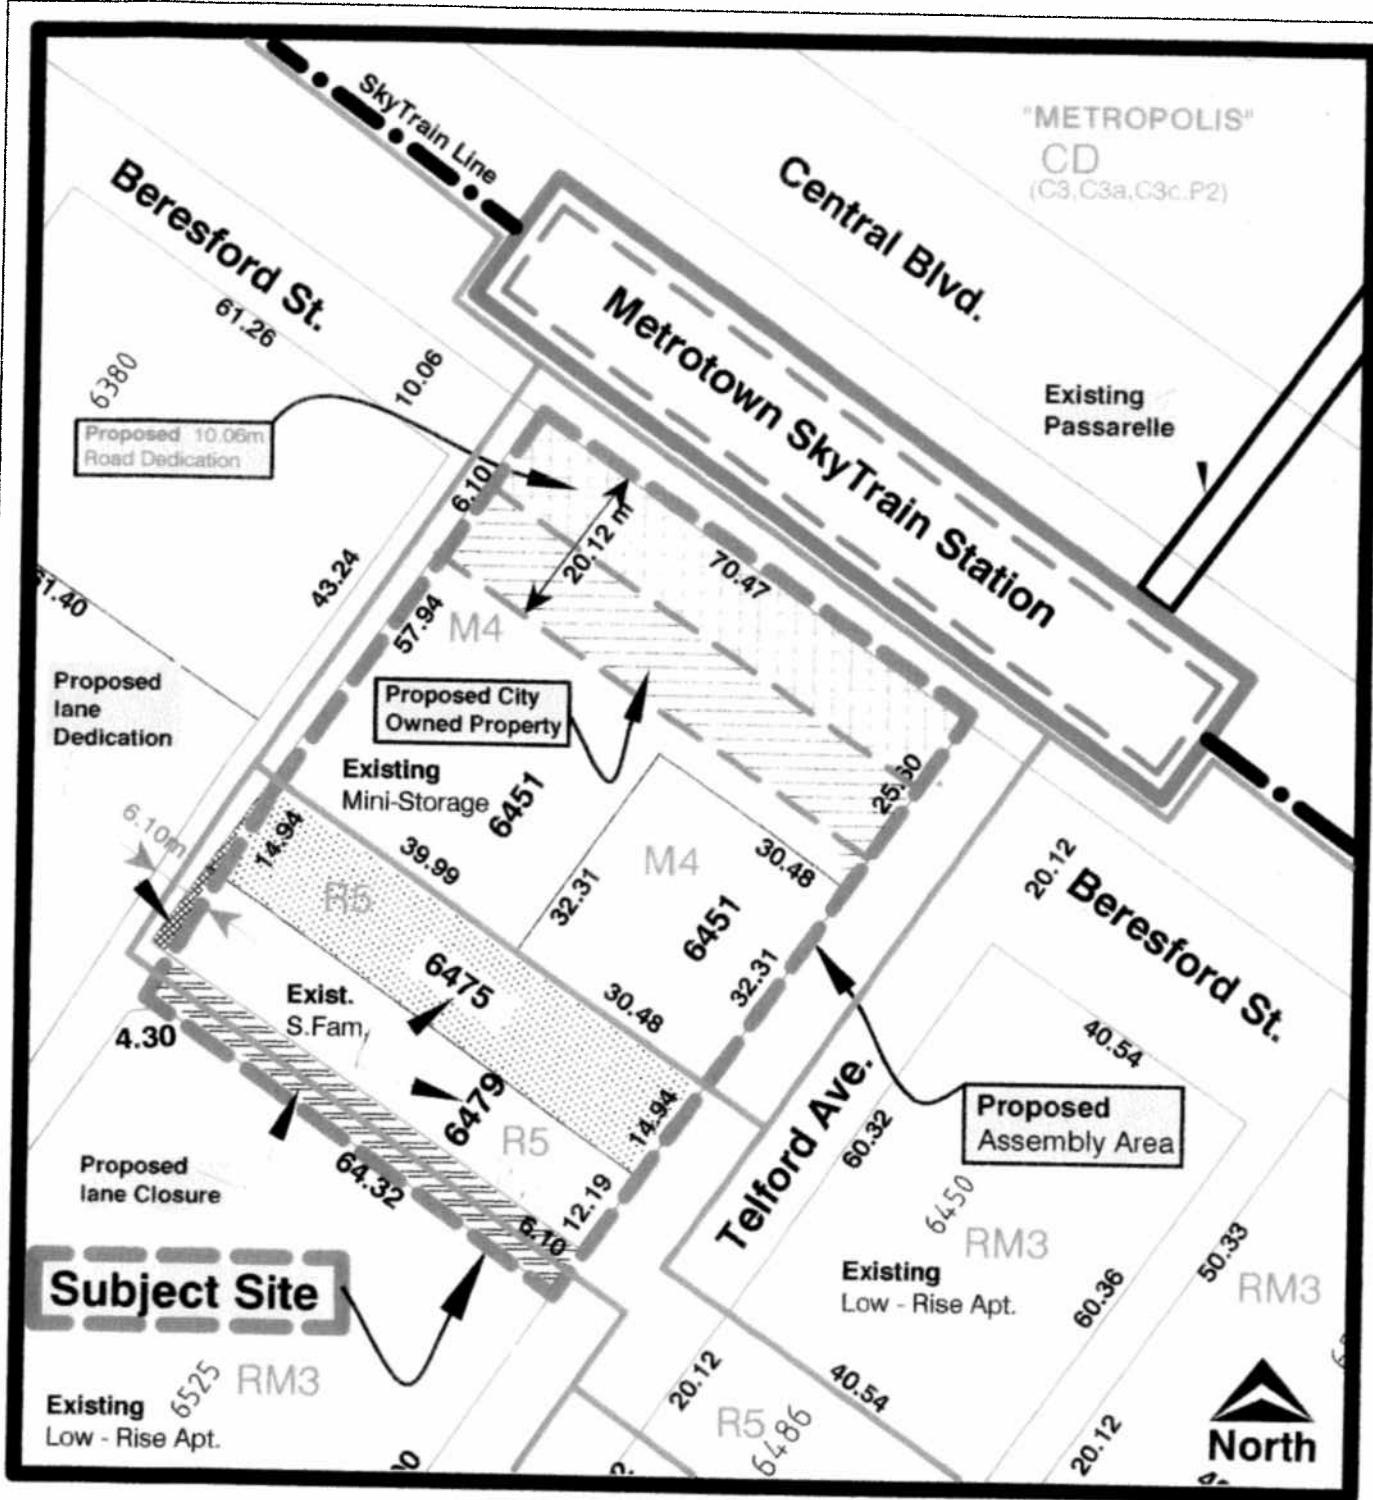 SkyTrain Line
"METROPOLIS"
CD
(C3,C3a,C3c.P2)
Central Blvd.
Beresford St.
61.26
6380
10.06
Metrotown SkyTrain Station
Existing
Passarelle
Proposed 10.06m
Road Dedication
6.10
20.12 m
70.47
43.24
57.94
M4
61.40
Proposed
lane
Dedication
Proposed City
Owned Property
Existing
Mini-Storage
6451
25.60
6.10m
14.94
39.99
M4
30.48
32.31
6451
20.12
Beresford St.
R5
6475
32.31
30.48
Exist.
S.Fam,
4.30
40.54
6479
14.94
R5
Telford Ave.
60.32
Proposed
Assembly Area
Proposed
lane Closure
64.32
12.19
6.10
6450
RM3
Existing
Low - Rise Apt.
60.36
50.33
RM3
Subject Site
6525
RM3
Existing
Low - Rise Apt.
20.12
40.54
R5
6486
20.12
North